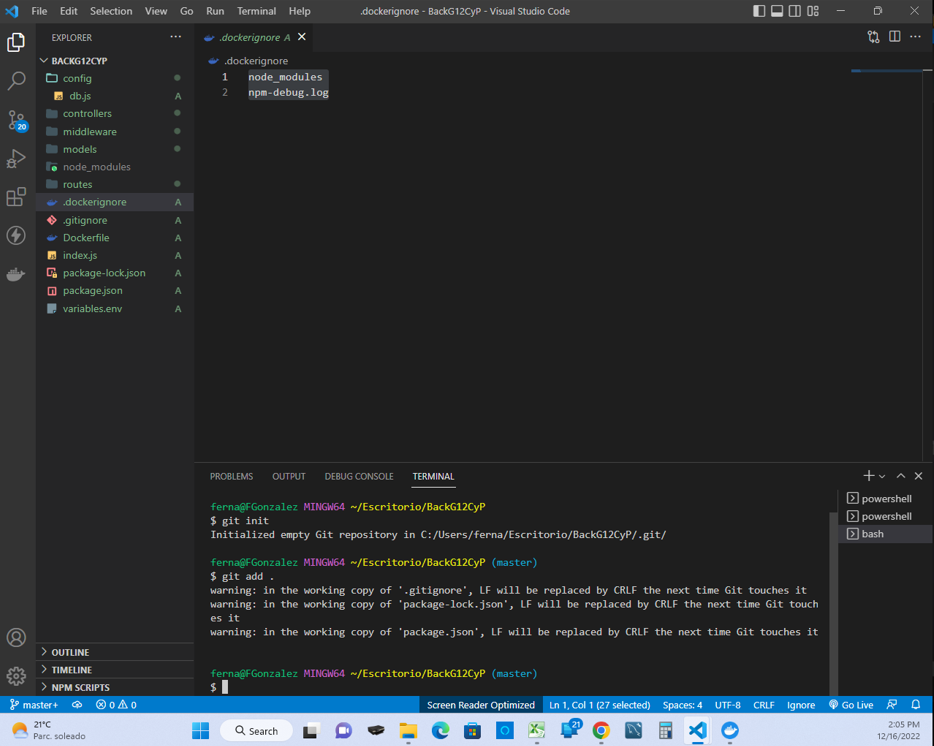 File Edit Selection View Go Run Terminal Help .dockerignore - BackG12CyP - Visual Studio Code
EXPLORER
BACKG12CYP
config
db.js A
controllers
middleware
models
node_modules
routes
.dockerignore A
.gitignore A
Dockerfile A
index.js A
package-lock.json A
package.json A
variables.env A
OUTLINE
TIMELINE
NPM SCRIPTS
20
.dockerignore A
.dockerignore
1 node_modules
2 npm-debug.log
PROBLEMS OUTPUT DEBUG CONSOLE TERMINAL
ferna@FGonzalez MINGW64 ~/Escritorio/BackG12CyP
$ git init
Initialized empty Git repository in C:/Users/ferna/Escritorio/BackG12CyP/.git/
ferna@FGonzalez MINGW64 ~/Escritorio/BackG12CyP (master)
$ git add .
warning: in the working copy of '.gitignore', LF will be replaced by CRLF the next time Git touches it
warning: in the working copy of 'package-lock.json', LF will be replaced by CRLF the next time Git touch
es it
warning: in the working copy of 'package.json', LF will be replaced by CRLF the next time Git touches it
ferna@FGonzalez MINGW64 ~/Escritorio/BackG12CyP (master)
$
powershell
powershell
bash
master+ 0 0 Screen Reader Optimized Ln 1, Col 1 (27 selected) Spaces: 4 UTF-8 CRLF Ignore Go Live
21°C
Parc. soleado
Search
21
2:05 PM
12/16/2022